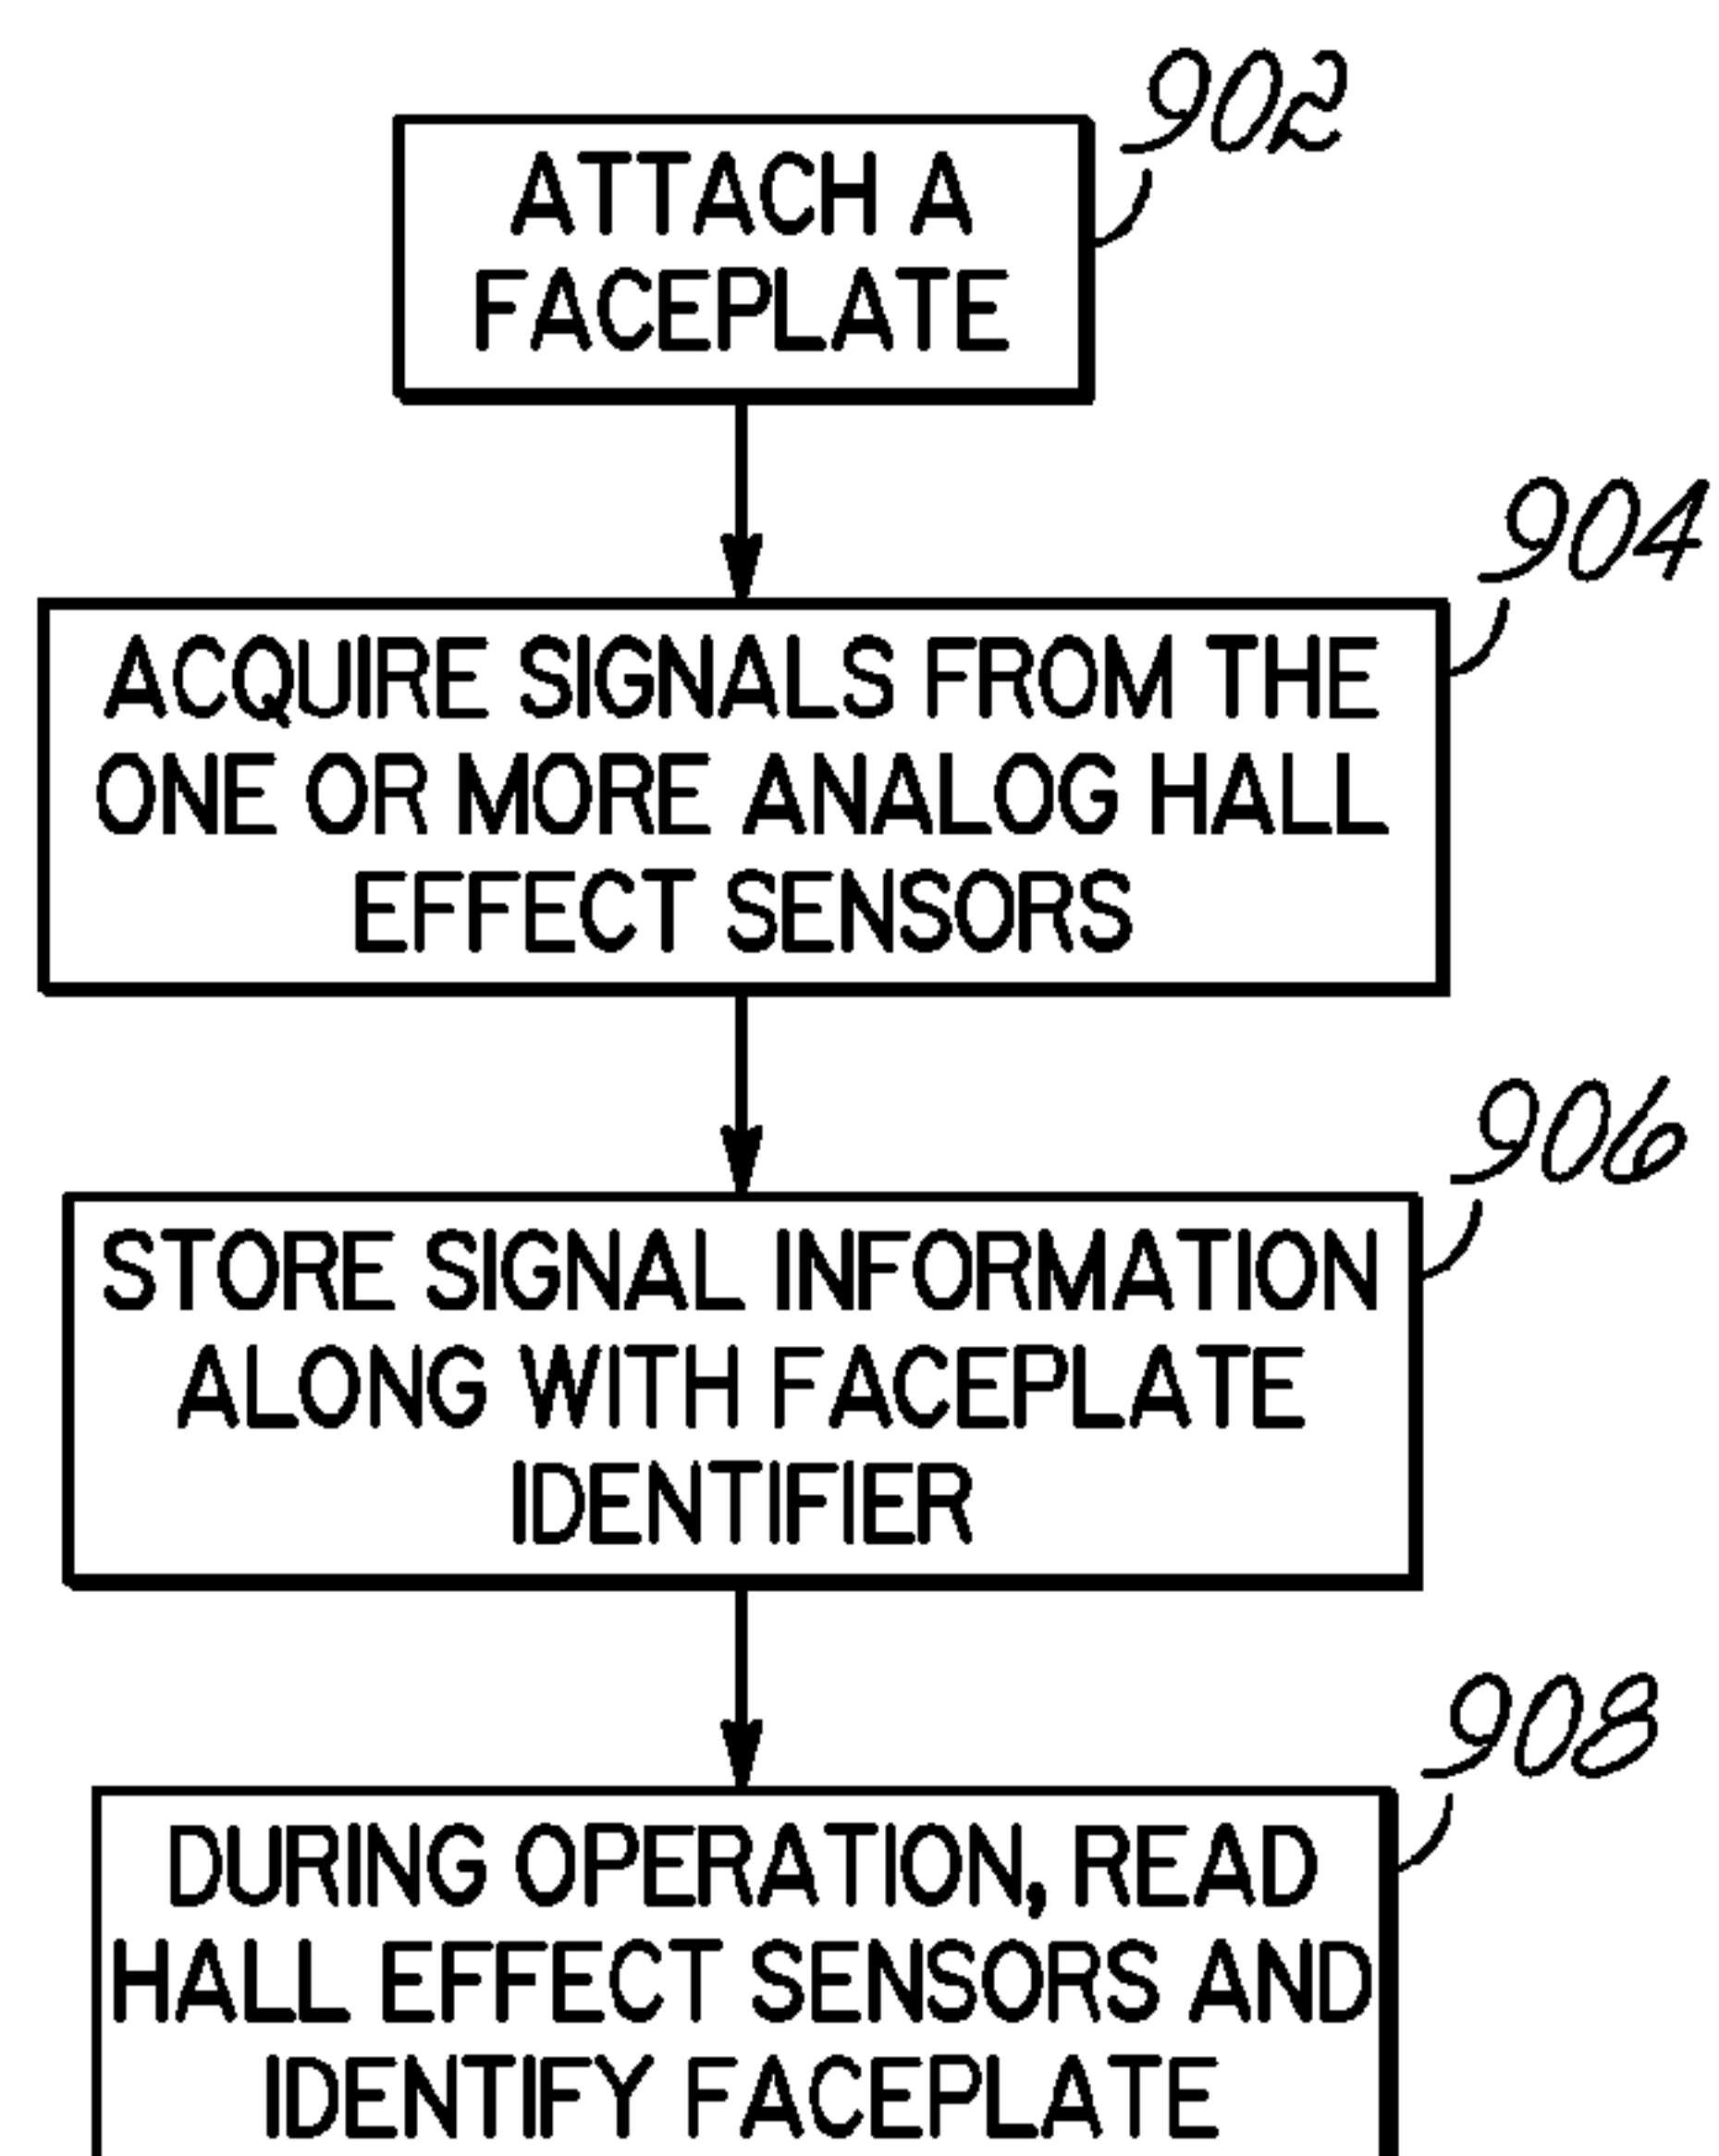 902
ATTACH A
FACEPLATE
904
ACQUIRE SIGNALS FROM THE
ONE OR MORE ANALOG HALL
EFFECT SENSORS
906
STORE SIGNAL INFORMATION
ALONG WITH FACEPLATE
IDENTIFIER
908
DURING OPERATION, READ
HALL EFFECT SENSORS AND
IDENTIFY FACEPLATE